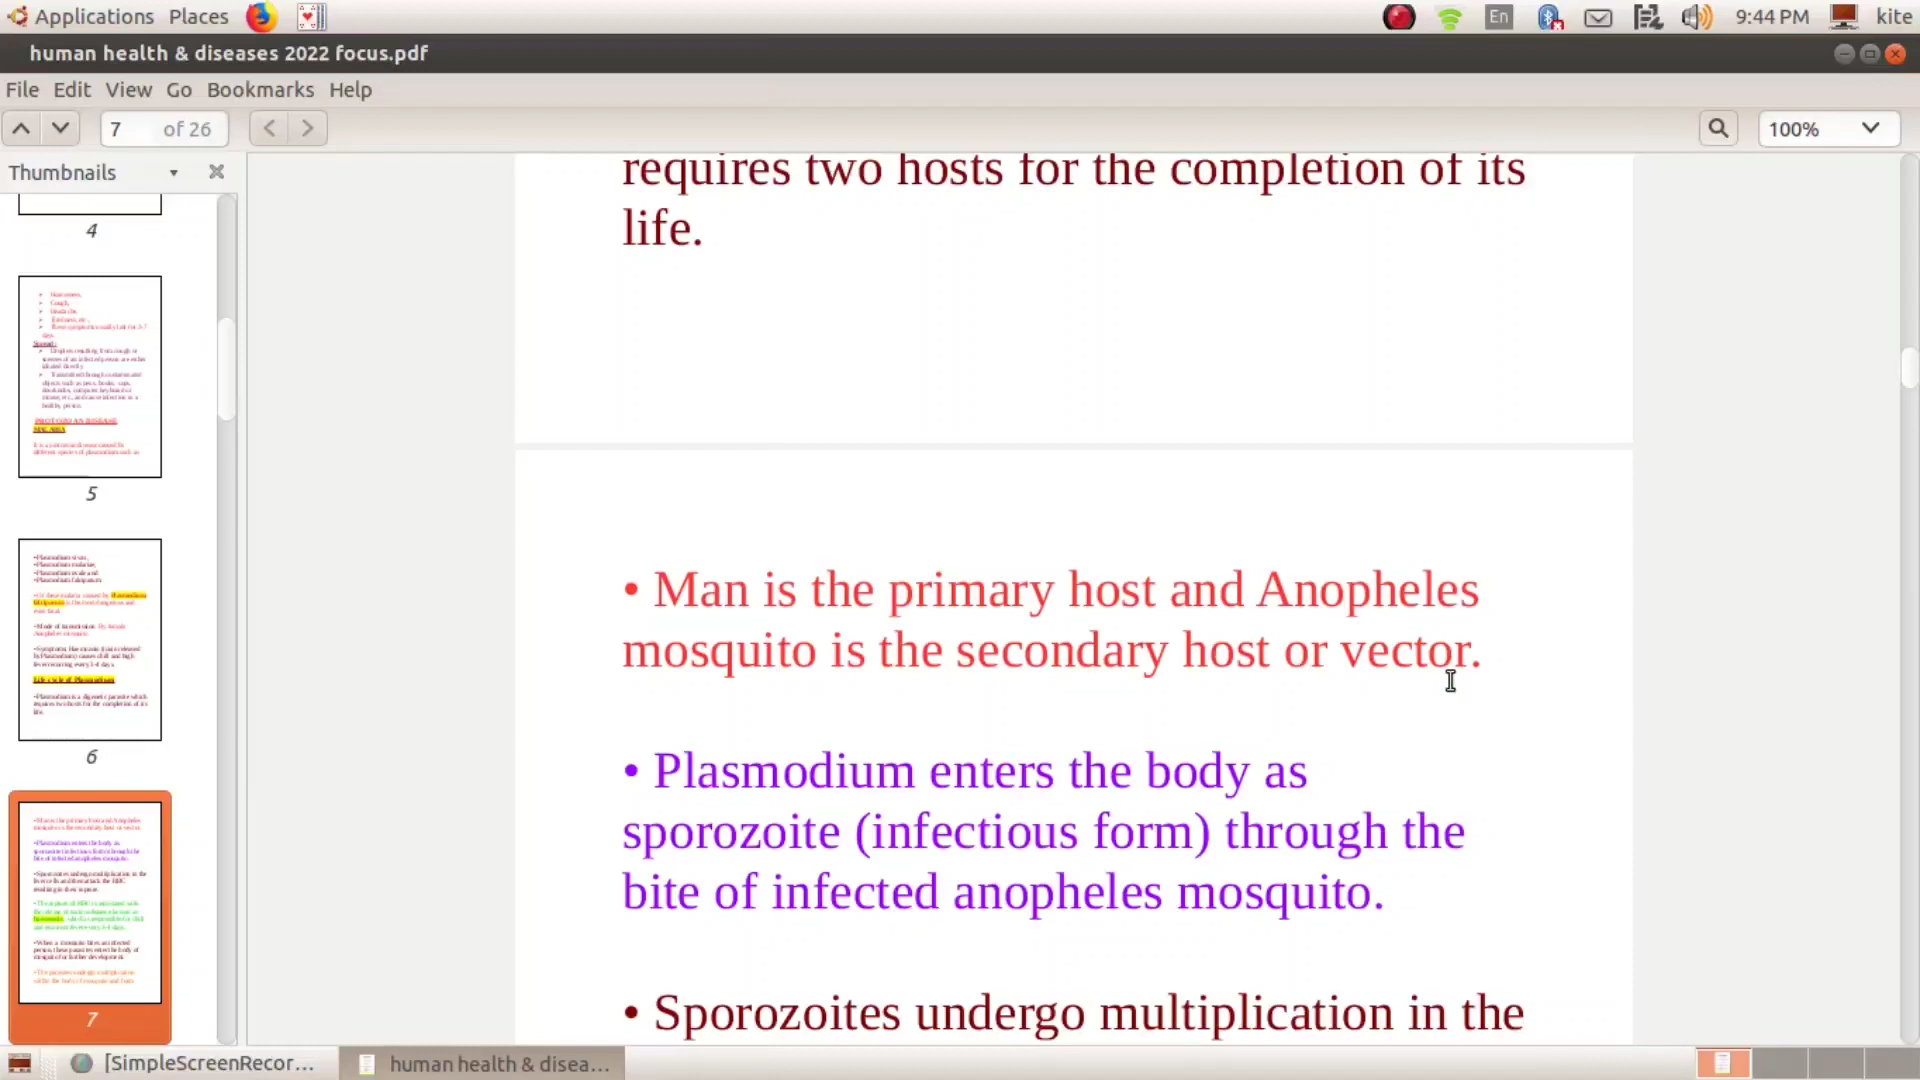 Applications Places En 9:44 PM kite
human health & diseases 2022 focus.pdf
File Edit View Go Bookmarks Help
7 of 26 100%
Thumbnails
4
5
6
7
requires two hosts for the completion of its
life.
• Man is the primary host and Anopheles
mosquito is the secondary host or vector.
• Plasmodium enters the body as
sporozoite (infectious form) through the
bite of infected anopheles mosquito.
• Sporozoites undergo multiplication in the
[SimpleScreenRecor... human health & disea...